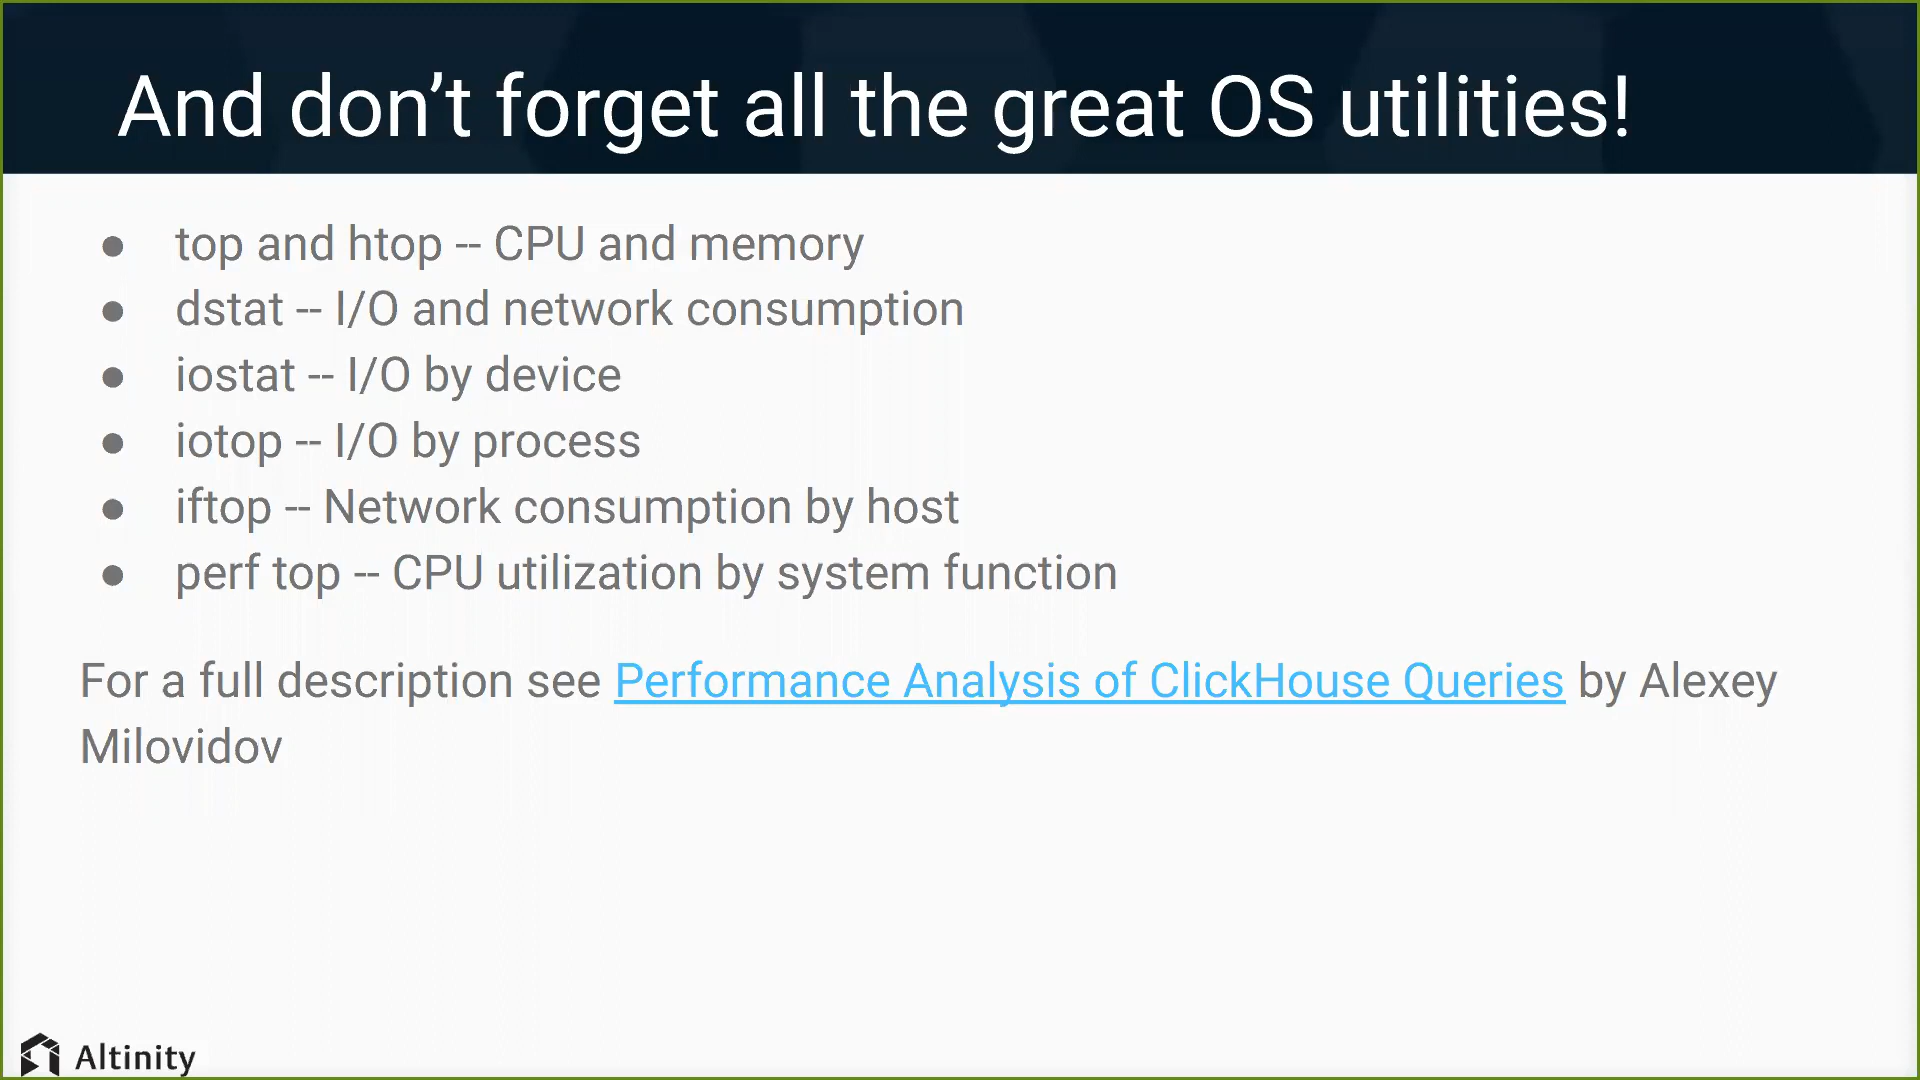 And don’t forget all the great OS utilities!
● top and htop -- CPU and memory
● dstat -- I/O and network consumption
● iostat -- I/O by device
● iotop -- I/O by process
● iftop -- Network consumption by host
● perf top -- CPU utilization by system function
For a full description see Performance Analysis of ClickHouse Queries by Alexey
Milovidov
Altinity